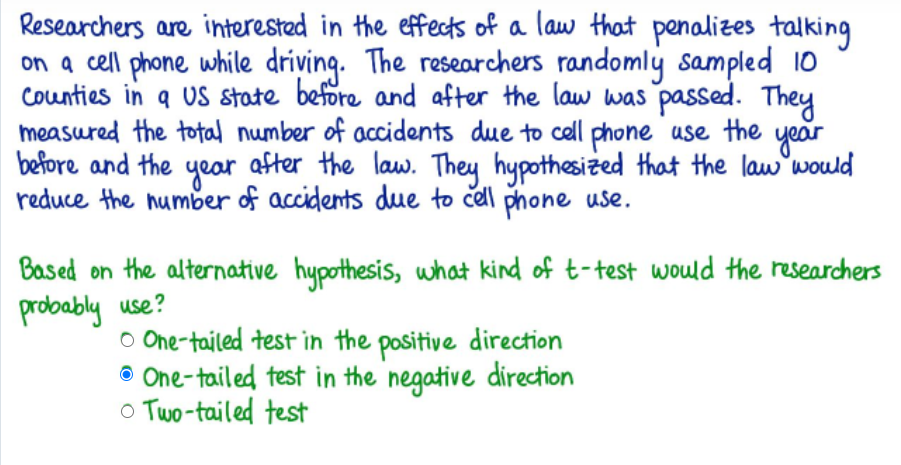 Researchers are interested in the effects of a law that penalizes talking
on a cell phone while driving. The researchers randomly sampled 10
Counties in a US state before and after the law was passed. They
measured the total number of accidents due to cell phone use the year
before and the year after the law. They hypothesized that the law would
reduce the number of accidents due to cell phone use.
Based on the alternative hypothesis, what kind of t-test would the researchers
probably use?
One-tailed test in the positive direction
One-tailed test in the negative direction
Two-tailed test